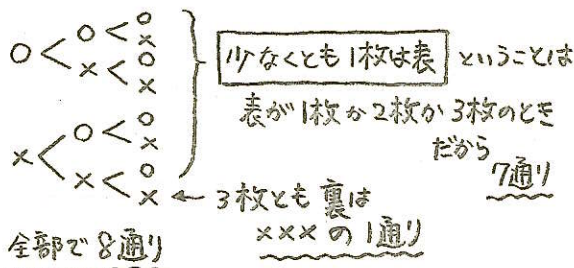 ○<○<○
×
×<○
×
少なくとも1枚は表 ということは
表が1枚か2枚か3枚のとき
だから
7通り
×<○<○
×
×<○
× ← 3枚とも裏は
×××の1通り
全部で8通り